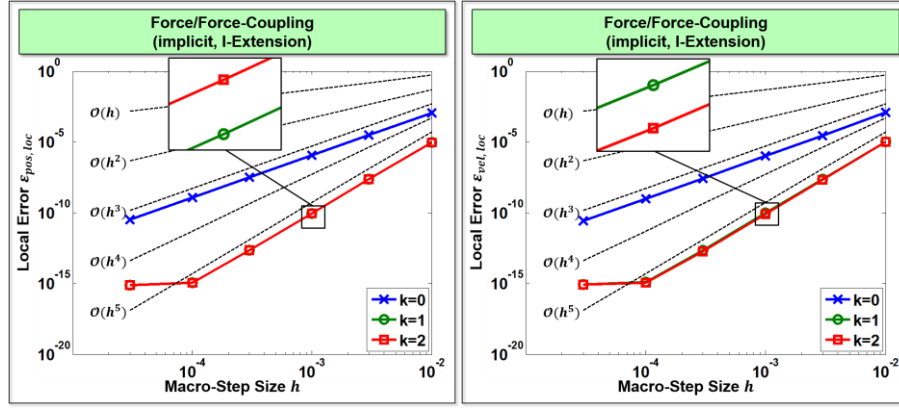 Force/Force-Coupling
(implicit, I-Extension)
10^0
10^-5
10^-10
10^-15
10^-20
Local Error ε_pos,loc
𝒪(h)
𝒪(h^2)
𝒪(h^3)
𝒪(h^4)
𝒪(h^5)
k=0
k=1
k=2
10^-4
10^-3
10^-2
Macro-Step Size h
Force/Force-Coupling
(implicit, I-Extension)
10^0
10^-5
10^-10
10^-15
10^-20
Local Error ε_vel,loc
𝒪(h)
𝒪(h^2)
𝒪(h^3)
𝒪(h^4)
𝒪(h^5)
k=0
k=1
k=2
10^-4
10^-3
10^-2
Macro-Step Size h